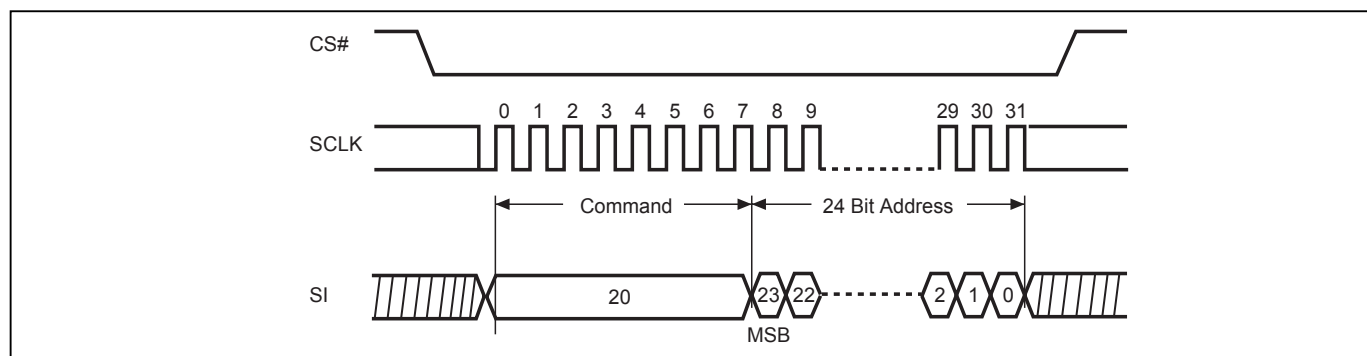 CS#
0 1 2 3 4 5 6 7 8 9 29 30 31
SCLK
Command 24 Bit Address
SI 20 23 22 2 1 0
MSB